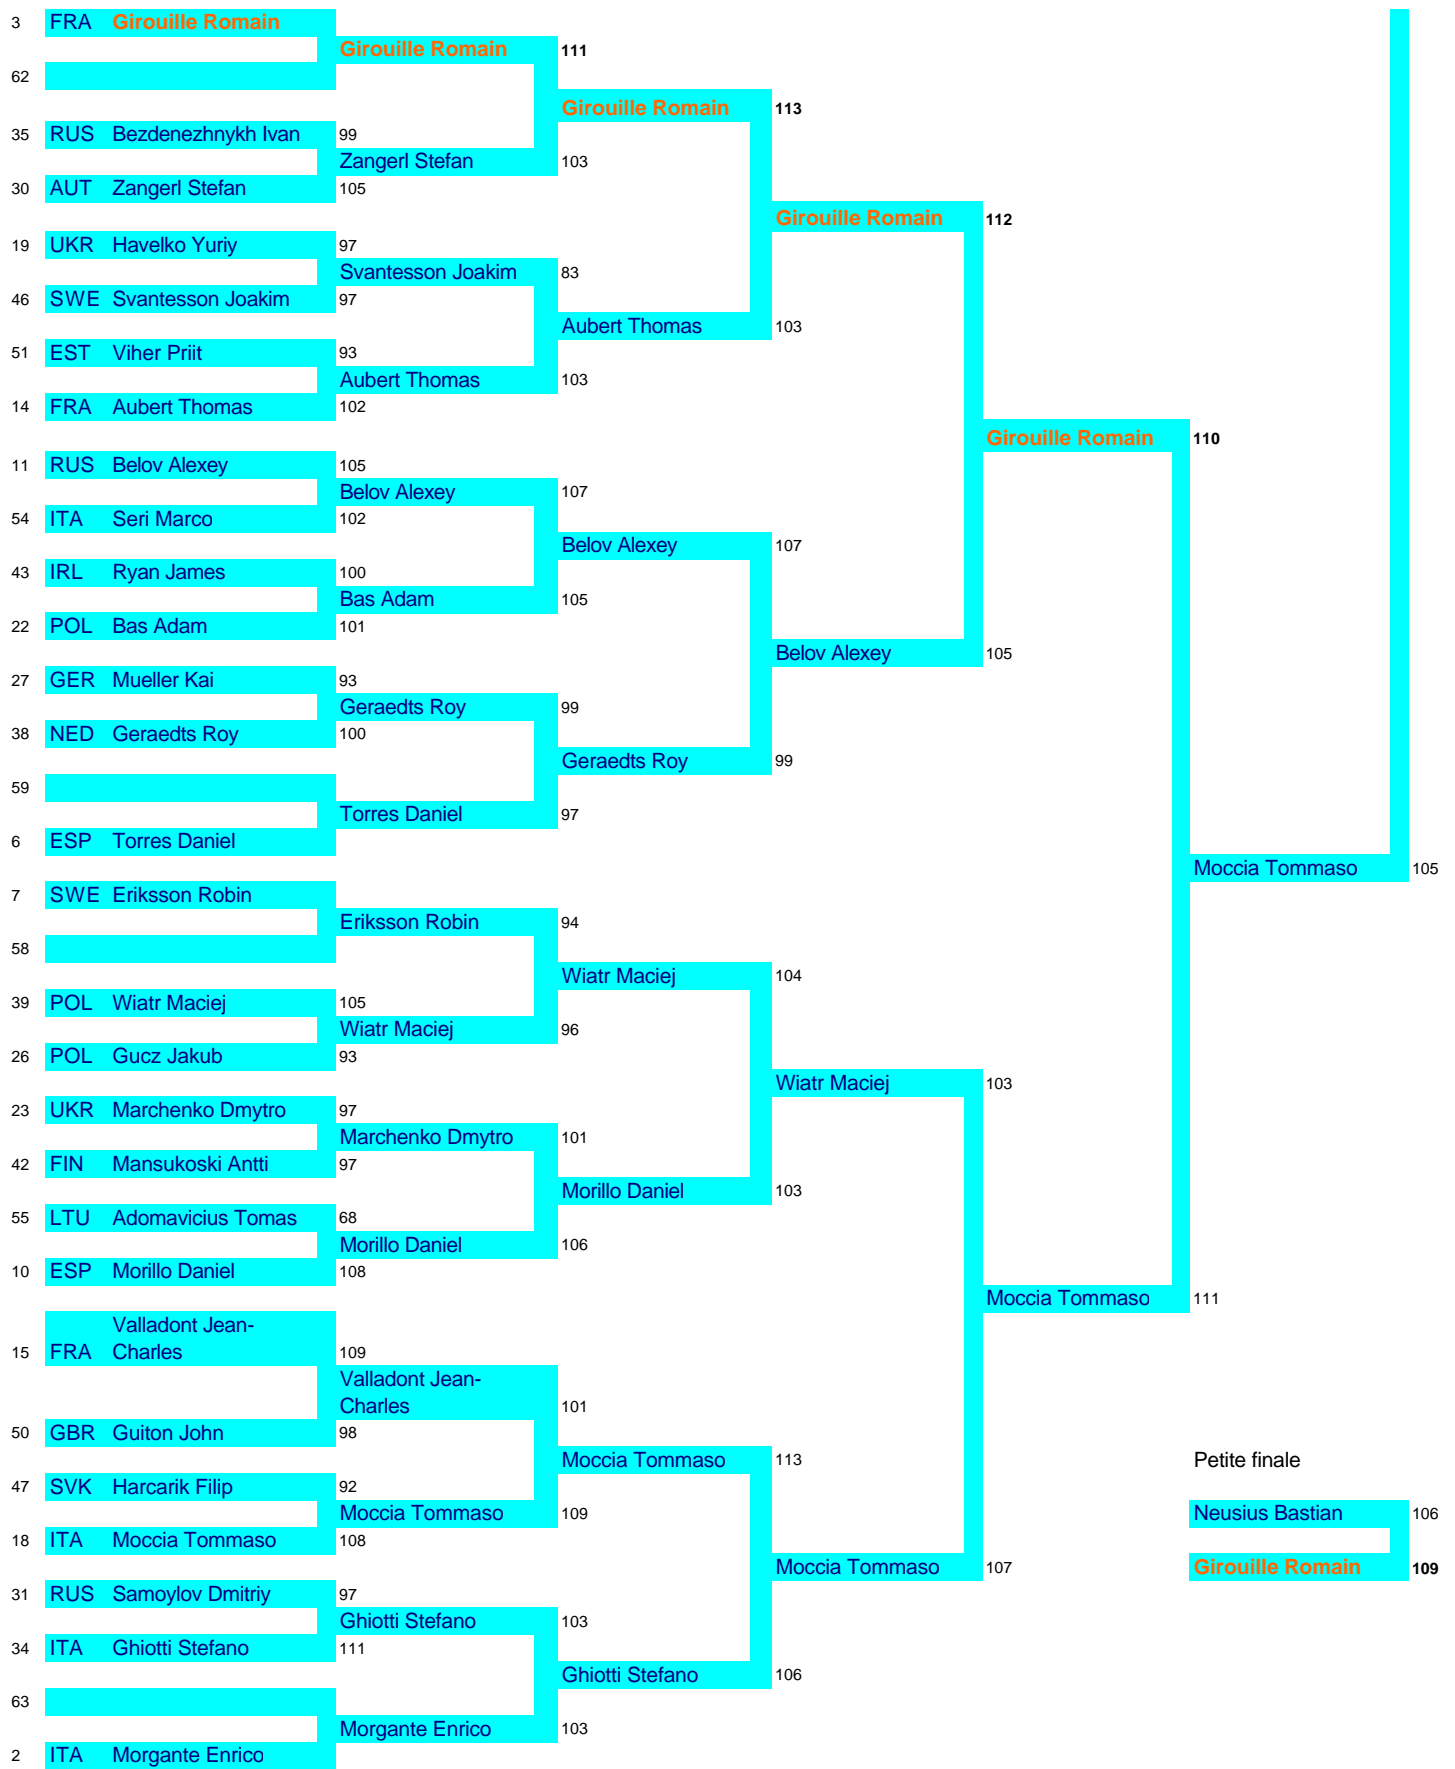 3 FRA Girouille Romain
Girouille Romain 111
62
Girouille Romain 113
35 RUS Bezdenezhnykh Ivan 99
Zangerl Stefan 103
30 AUT Zangerl Stefan 105
Girouille Romain 112
19 UKR Havelko Yuriy 97
Svantesson Joakim 83
46 SWE Svantesson Joakim 97
Aubert Thomas 103
51 EST Viher Priit 93
Aubert Thomas 103
14 FRA Aubert Thomas 102
Girouille Romain 110
11 RUS Belov Alexey 105
Belov Alexey 107
54 ITA Seri Marco 102
Belov Alexey 107
43 IRL Ryan James 100
Bas Adam 105
22 POL Bas Adam 101
Belov Alexey 105
27 GER Mueller Kai 93
Geraedts Roy 99
38 NED Geraedts Roy 100
Geraedts Roy 99
59
Torres Daniel 97
6 ESP Torres Daniel
Moccia Tommaso 105
7 SWE Eriksson Robin
Eriksson Robin 94
58
Wiatr Maciej 104
39 POL Wiatr Maciej 105
Wiatr Maciej 96
26 POL Gucz Jakub 93
Wiatr Maciej 103
23 UKR Marchenko Dmytro 97
Marchenko Dmytro 101
42 FIN Mansukoski Antti 97
Morillo Daniel 103
55 LTU Adomavicius Tomas 68
Morillo Daniel 106
10 ESP Morillo Daniel 108
Moccia Tommaso 111
Valladont Jean-
15 FRA Charles 109
Valladont Jean-
Charles 101
50 GBR Guiton John 98
Moccia Tommaso 113
Petite finale
47 SVK Harcarik Filip 92
Moccia Tommaso 109
Neusius Bastian 106
18 ITA Moccia Tommaso 108
Moccia Tommaso 107
Girouille Romain 109
31 RUS Samoylov Dmitriy 97
Ghiotti Stefano 103
34 ITA Ghiotti Stefano 111
Ghiotti Stefano 106
63
Morgante Enrico 103
2 ITA Morgante Enrico